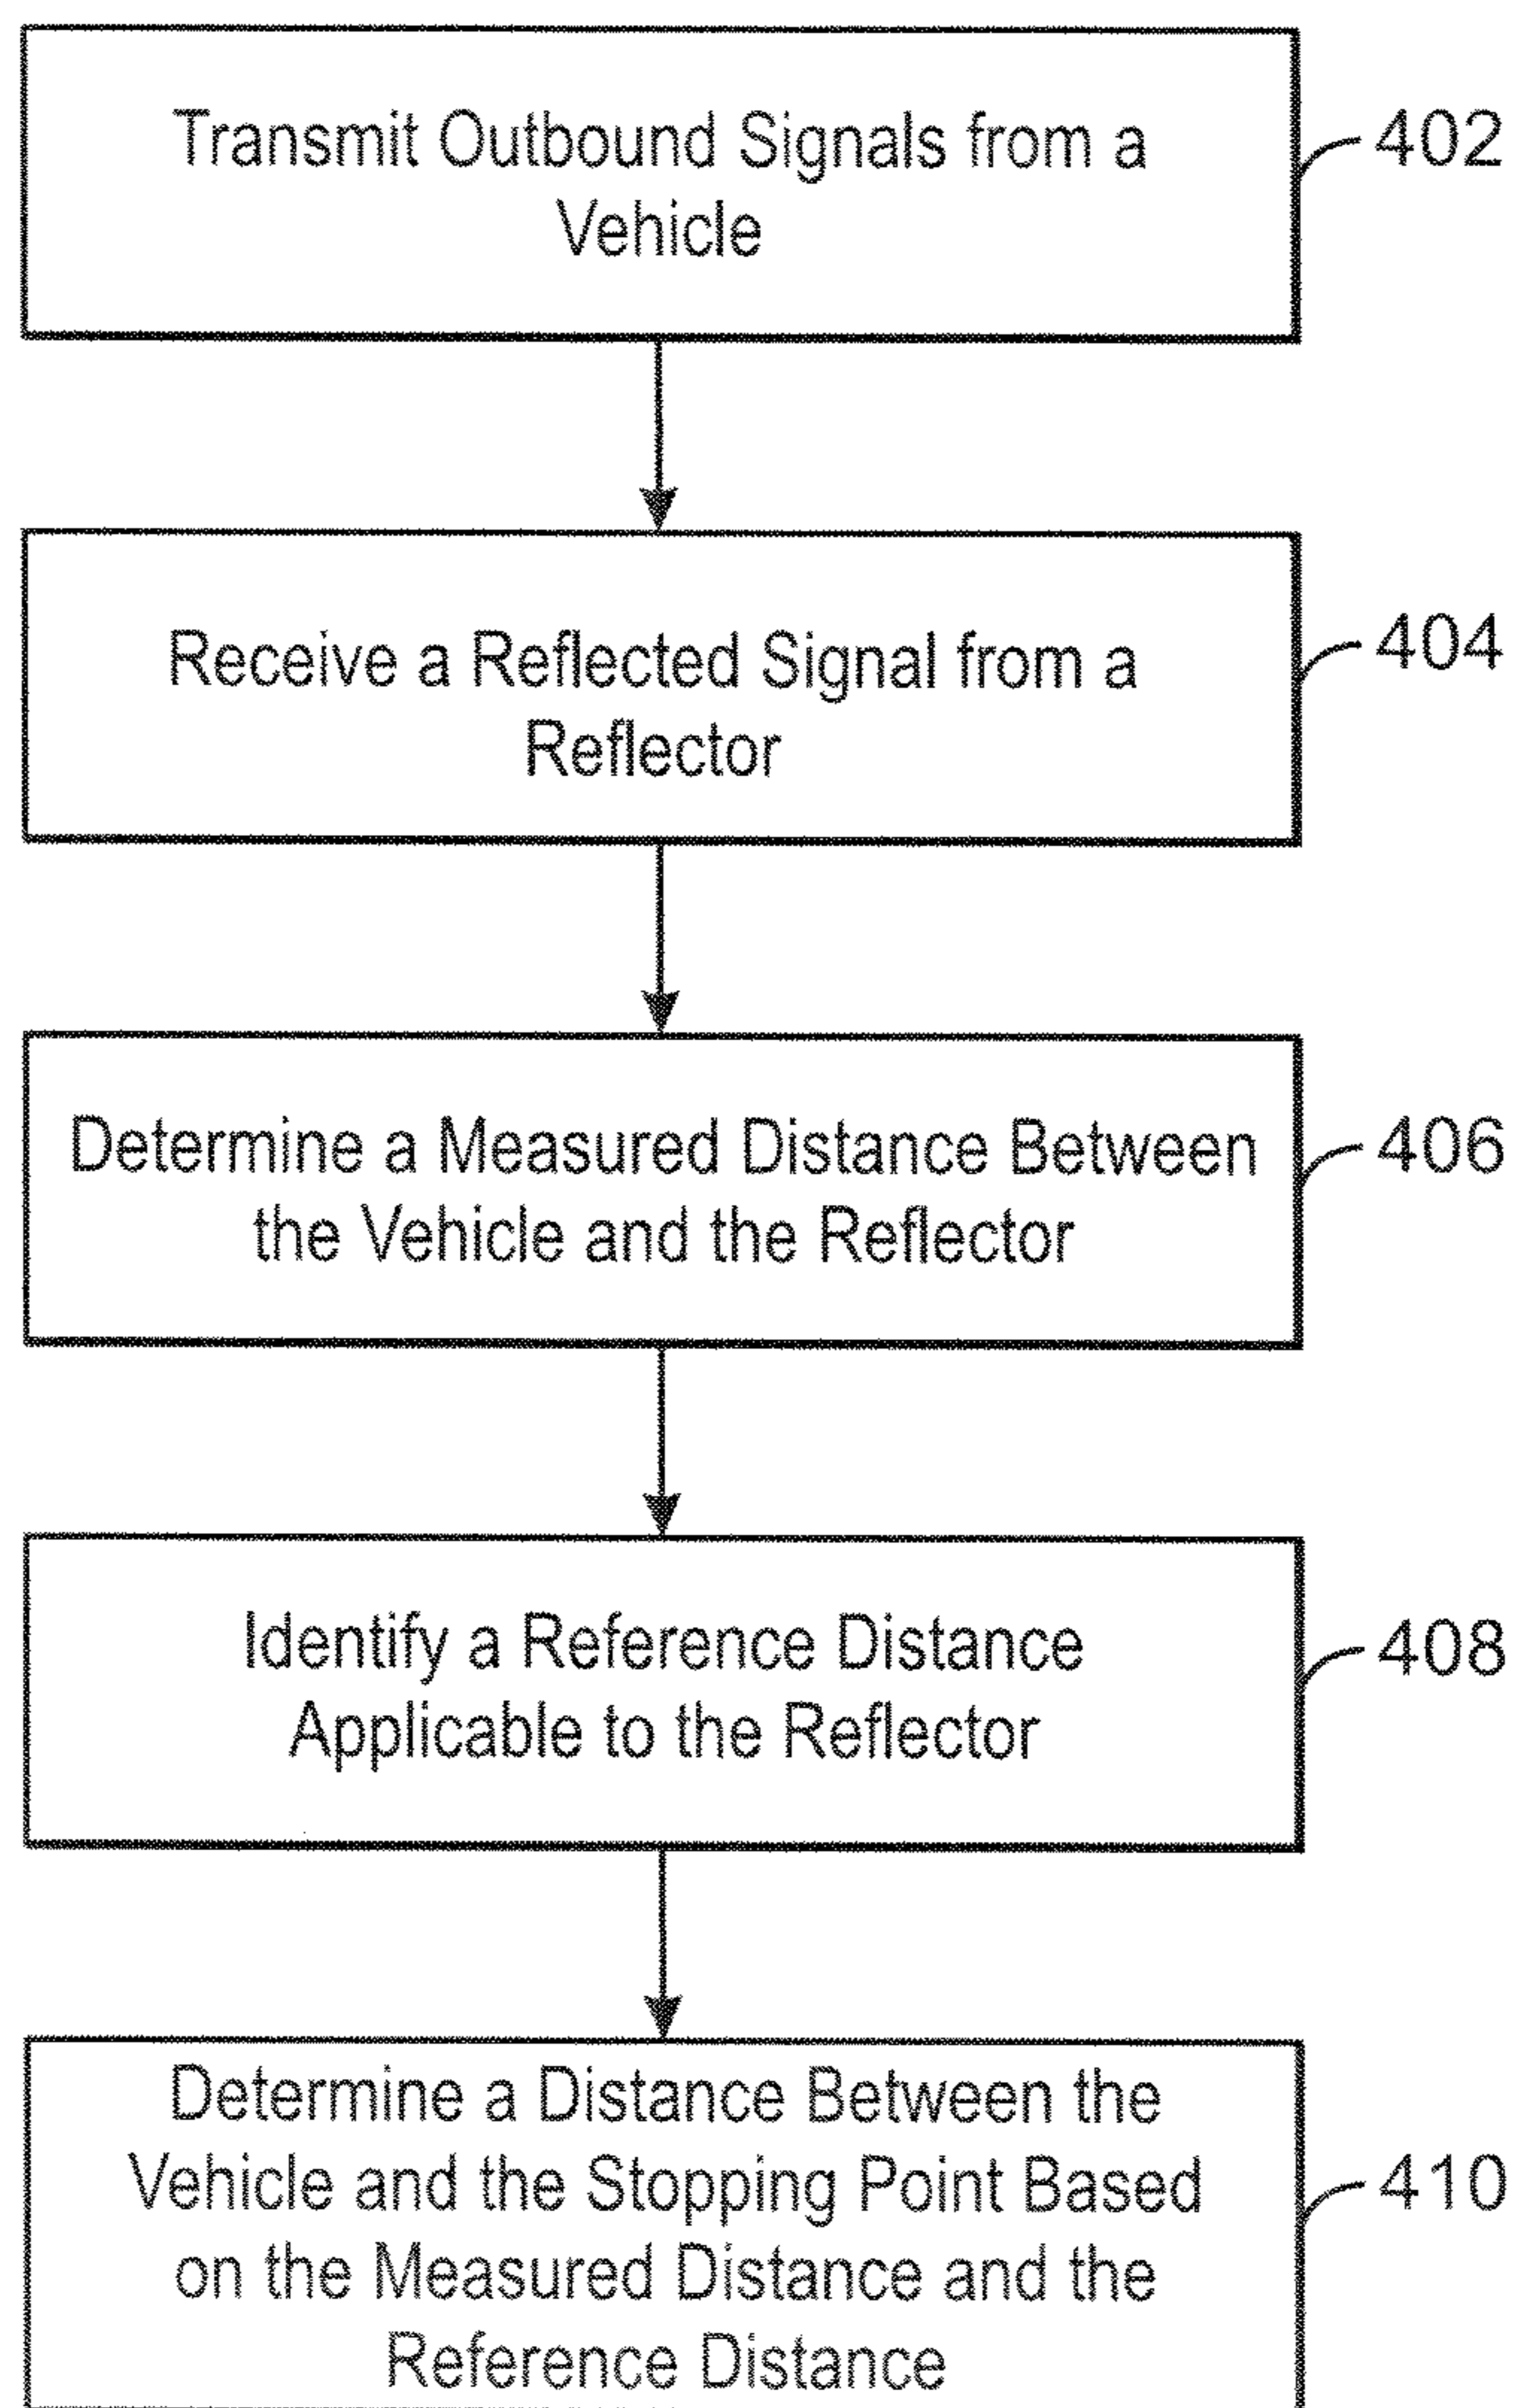 Transmit Outbound Signals from a
Vehicle
402
Receive a Reflected Signal from a
Reflector
404
Determine a Measured Distance Between
the Vehicle and the Reflector
406
Identify a Reference Distance
Applicable to the Reflector
408
Determine a Distance Between the
Vehicle and the Stopping Point Based
on the Measured Distance and the
Reference Distance
410